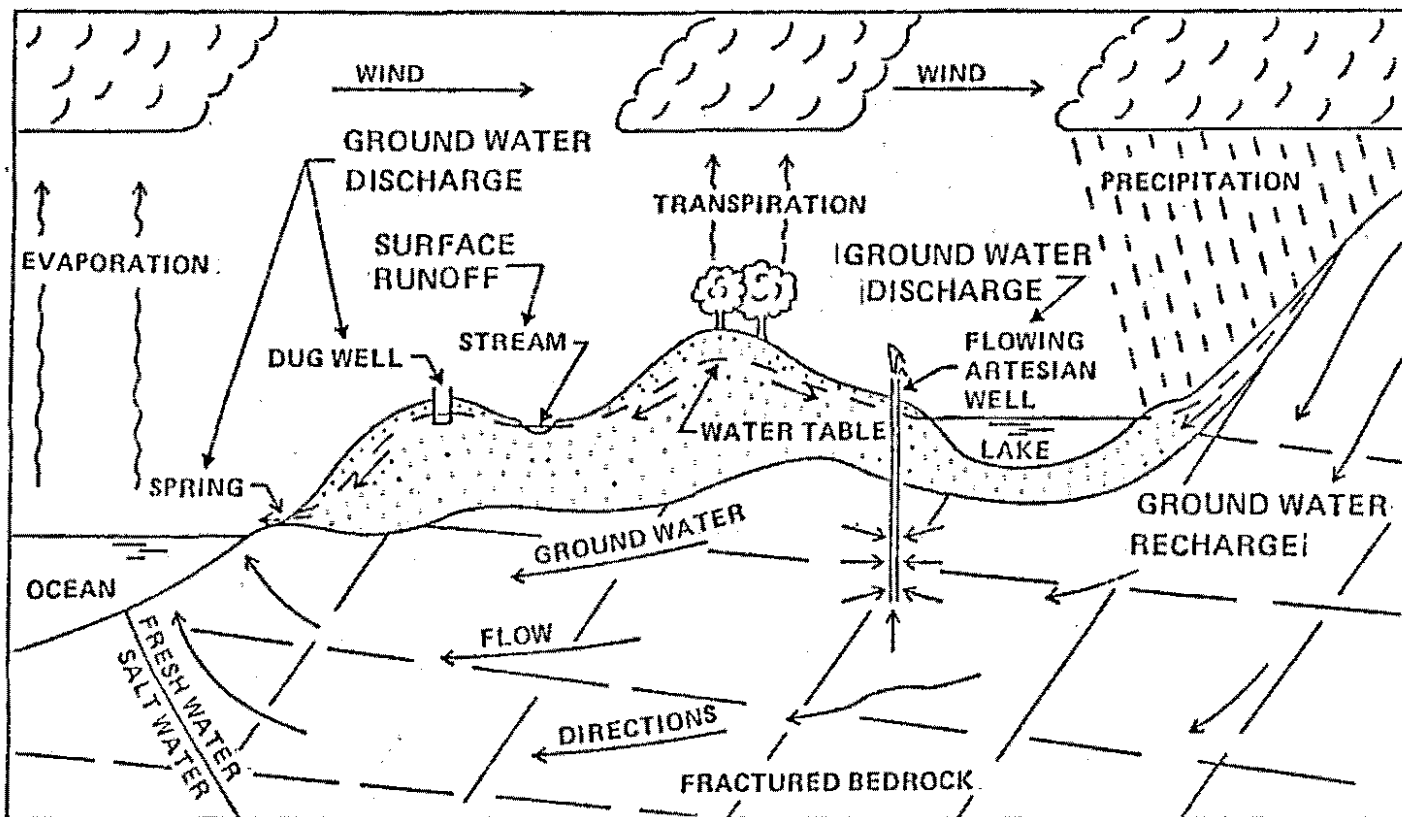 WIND
WIND
GROUND WATER
DISCHARGE
PRECIPITATION
TRANSPIRATION
EVAPORATION
SURFACE
RUNOFF
GROUND WATER
DISCHARGE
DUG WELL
STREAM
FLOWING
ARTESIAN
WELL
WATER TABLE
LAKE
SPRING
GROUND WATER
RECHARGE
GROUND WATER
OCEAN
FLOW
FRESH WATER
SALT WATER
DIRECTIONS
FRACTURED BEDROCK